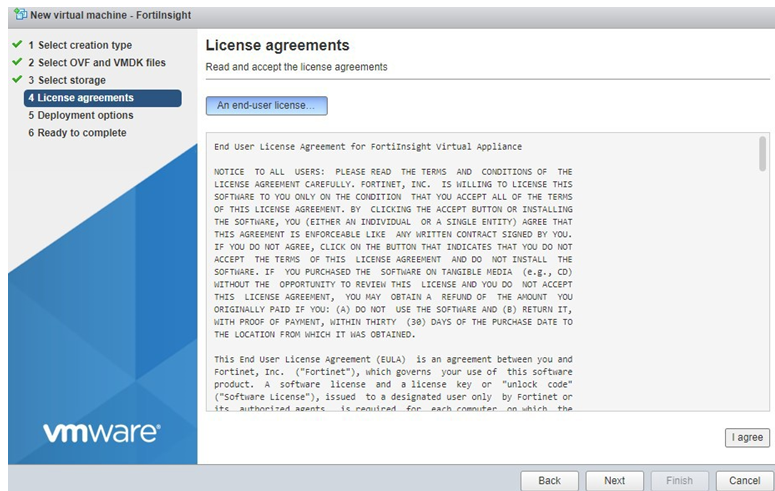 New virtual machine - FortiInsight
1 Select creation type
2 Select OVF and VMDK files
3 Select storage
4 License agreements
5 Deployment options
6 Ready to complete
vmware®
License agreements
Read and accept the license agreements
An end-user license...
End User License Agreement for FortiInsight Virtual Appliance
NOTICE TO ALL USERS: PLEASE READ THE TERMS AND CONDITIONS OF THE
LICENSE AGREEMENT CAREFULLY. FORTINET, INC. IS WILLING TO LICENSE THIS
SOFTWARE TO YOU ONLY ON THE CONDITION THAT YOU ACCEPT ALL OF THE TERMS
OF THIS LICENSE AGREEMENT. BY CLICKING THE ACCEPT BUTTON OR INSTALLING
THE SOFTWARE, YOU (EITHER AN INDIVIDUAL OR A SINGLE ENTITY) AGREE THAT
THIS AGREEMENT IS ENFORCEABLE LIKE ANY WRITTEN CONTRACT SIGNED BY YOU.
IF YOU DO NOT AGREE, CLICK ON THE BUTTON THAT INDICATES THAT YOU DO NOT
ACCEPT THE TERMS OF THIS LICENSE AGREEMENT AND DO NOT INSTALL THE
SOFTWARE. IF YOU PURCHASED THE SOFTWARE ON TANGIBLE MEDIA (e.g., CD)
WITHOUT THE OPPORTUNITY TO REVIEW THIS LICENSE AND YOU DO NOT ACCEPT
THIS LICENSE AGREEMENT, YOU MAY OBTAIN A REFUND OF THE AMOUNT YOU
ORIGINALLY PAID IF YOU: (A) DO NOT USE THE SOFTWARE AND (B) RETURN IT,
WITH PROOF OF PAYMENT, WITHIN THIRTY (30) DAYS OF THE PURCHASE DATE TO
THE LOCATION FROM WHICH IT WAS OBTAINED.
This End User License Agreement (EULA) is an agreement between you and
Fortinet, Inc. ("Fortinet"), which governs your use of this software
product. A software license and a license key or "unlock code"
("Software License"), issued to a designated user only by Fortinet or
its authorized agents, is required for each computer on which the
I agree
Back
Next
Finish
Cancel